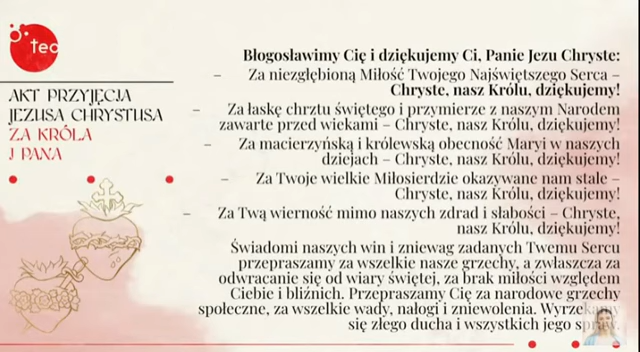 teo
AKT PRZYJĘCIA
JEZUSA CHRYSTUSA
ZA KRÓLA
I PANA
Błogosławimy Cię i dziękujemy Ci, Panie Jezu Chryste:
– Za niezgłębioną Miłość Twojego Najświętszego Serca –
Chryste, nasz Królu, dziękujemy!
– Za łaskę chrztu świętego i przymierze z naszym Narodem
zawarte przed wiekami – Chryste, nasz Królu, dziękujemy!
– Za macierzyńską i królewską obecność Maryi w naszych
dziejach – Chryste, nasz Królu, dziękujemy!
– Za Twoje wielkie Miłosierdzie okazywane nam stale –
Chryste, nasz Królu, dziękujemy!
– Za Twą wierność mimo naszych zdrad i słabości – Chryste,
nasz Królu, dziękujemy!
Świadomi naszych win i zniewag zadanych Twemu Sercu
przepraszamy za wszelkie nasze grzechy, a zwłaszcza za
odwracanie się od wiary świętej, za brak miłości względem
Ciebie i bliźnich. Przepraszamy Cię za narodowe grzechy
społeczne, za wszelkie wady, nałogi i zniewolenia.
się złego ducha i wszystkich jego